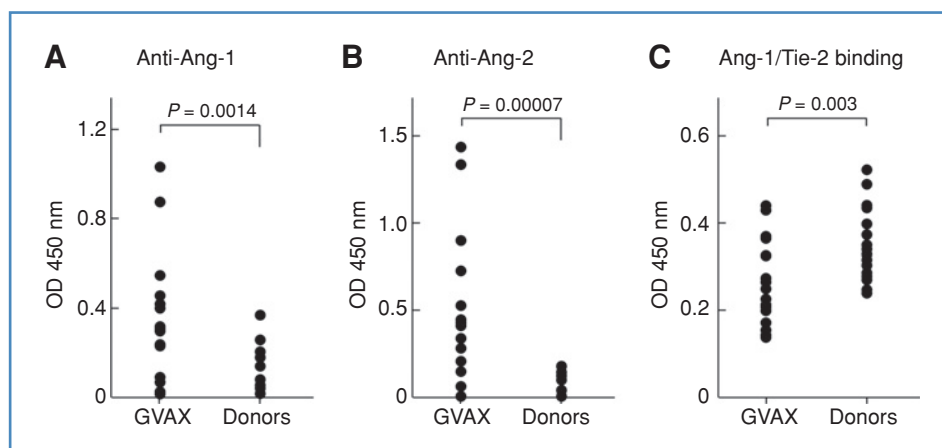 A Anti-Ang-1
P = 0.0014
1.2
0.8
0.4
0
OD 450 nm
GVAX Donors
B Anti-Ang-2
P = 0.00007
1.5
1.0
0.5
0
OD 450 nm
GVAX Donors
C Ang-1/Tie-2 binding
P = 0.003
0.6
0.4
0.2
0
OD 450 nm
GVAX Donors